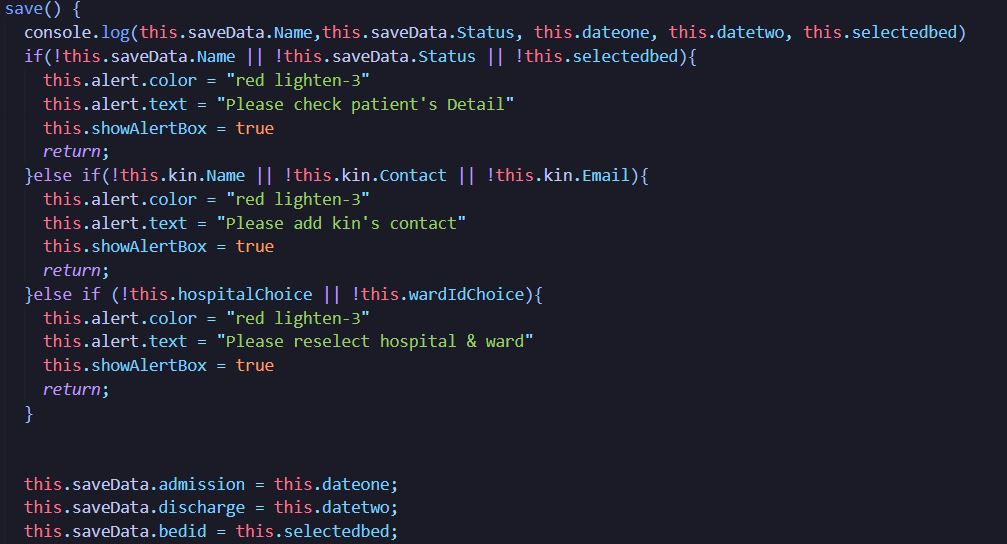 save() {
  console.log(this.saveData.Name,this.saveData.Status, this.dateone, this.datetwo, this.selectedbed)
  if(!this.saveData.Name || !this.saveData.Status || !this.selectedbed){
    this.alert.color = "red lighten-3"
    this.alert.text = "Please check patient's Detail"
    this.showAlertBox = true
    return;
  }else if(!this.kin.Name || !this.kin.Contact || !this.kin.Email){
    this.alert.color = "red lighten-3"
    this.alert.text = "Please add kin's contact"
    this.showAlertBox = true
    return;
  }else if (!this.hospitalChoice || !this.wardIdChoice){
    this.alert.color = "red lighten-3"
    this.alert.text = "Please reselect hospital & ward"
    this.showAlertBox = true
    return;
  }
  this.saveData.admission = this.dateone;
  this.saveData.discharge = this.datetwo;
  this.saveData.bedid = this.selectedbed;